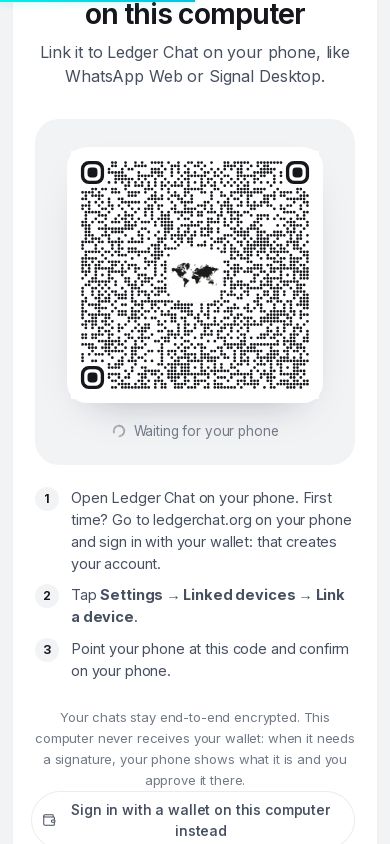 on this computer
Link it to Ledger Chat on your phone, like
WhatsApp Web or Signal Desktop.
Waiting for your phone
1 Open Ledger Chat on your phone. First
time? Go to ledgerchat.org on your phone
and sign in with your wallet: that creates
your account.
2 Tap Settings → Linked devices → Link
a device.
3 Point your phone at this code and confirm
on your phone.
Your chats stay end-to-end encrypted. This
computer never receives your wallet: when it needs
a signature, your phone shows what it is and you
approve it there.
Sign in with a wallet on this computer
instead